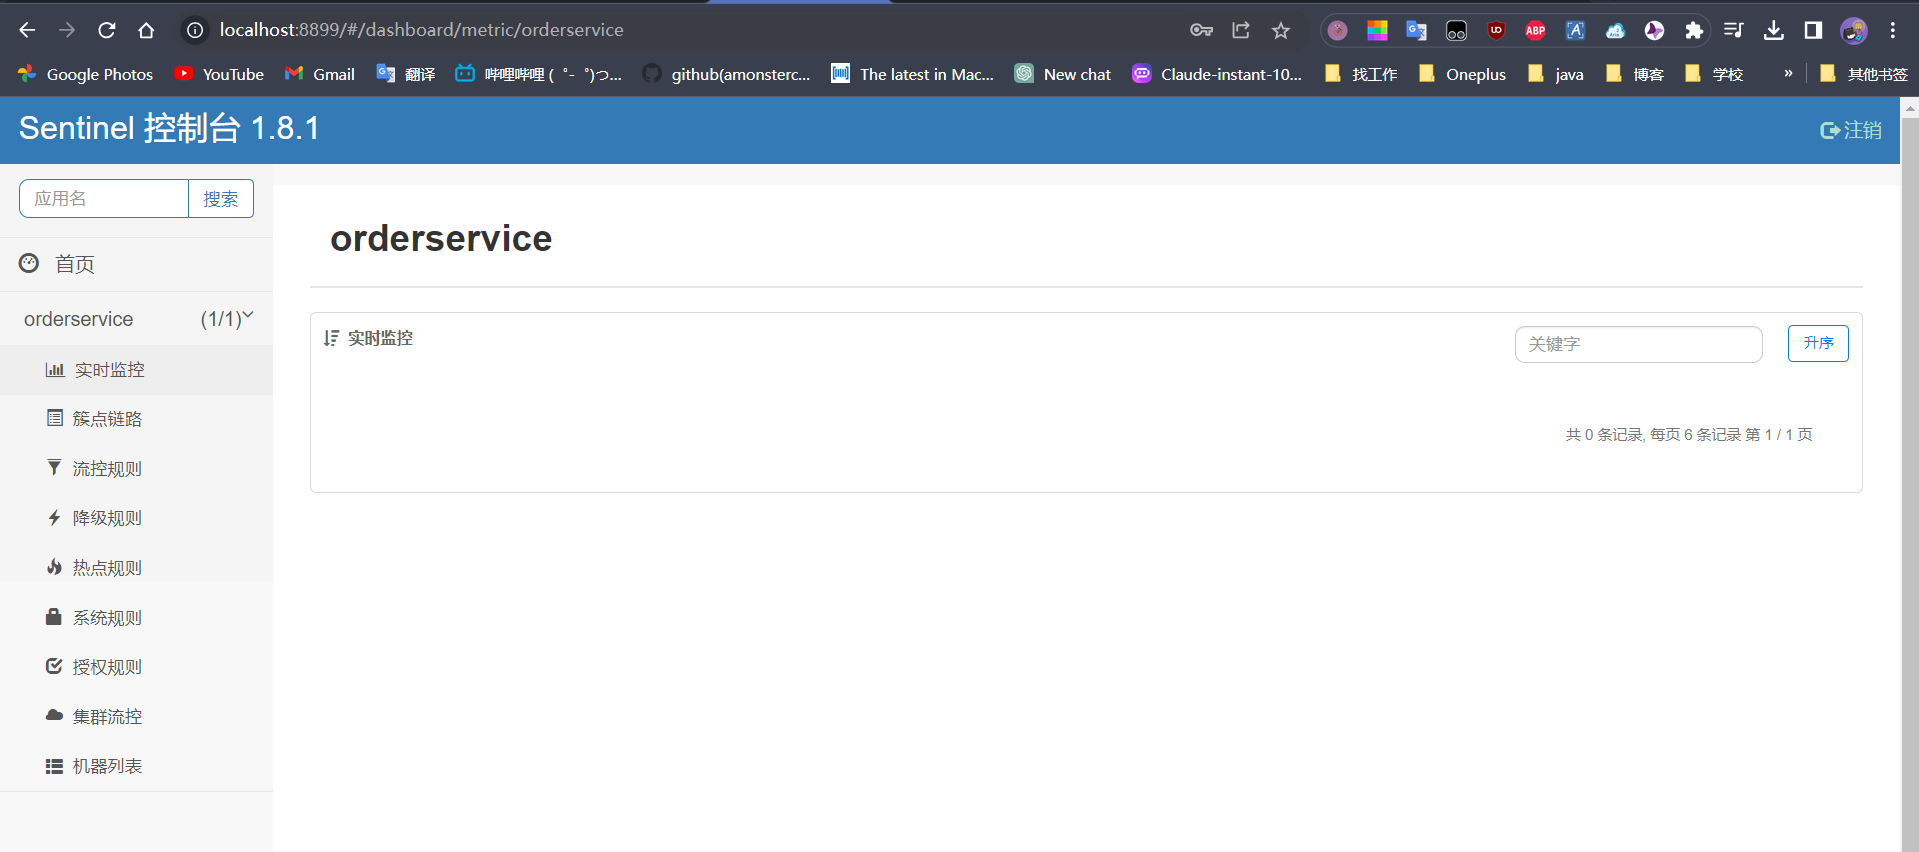 localhost:8899/#/dashboard/metric/orderservice
Google Photos YouTube Gmail 翻译 哔哩哔哩 (゜-゜)つ... github(amonsterc... The latest in Mac... New chat Claude-instant-10... 找工作 Oneplus java 博客 学校 » 其他书签
Sentinel 控制台 1.8.1 注销
应用名 搜索
首页
orderservice (1/1)
实时监控
簇点链路
流控规则
降级规则
热点规则
系统规则
授权规则
集群流控
机器列表
orderservice
实时监控 关键字 升序
共 0 条记录, 每页 6 条记录 第 1 / 1 页